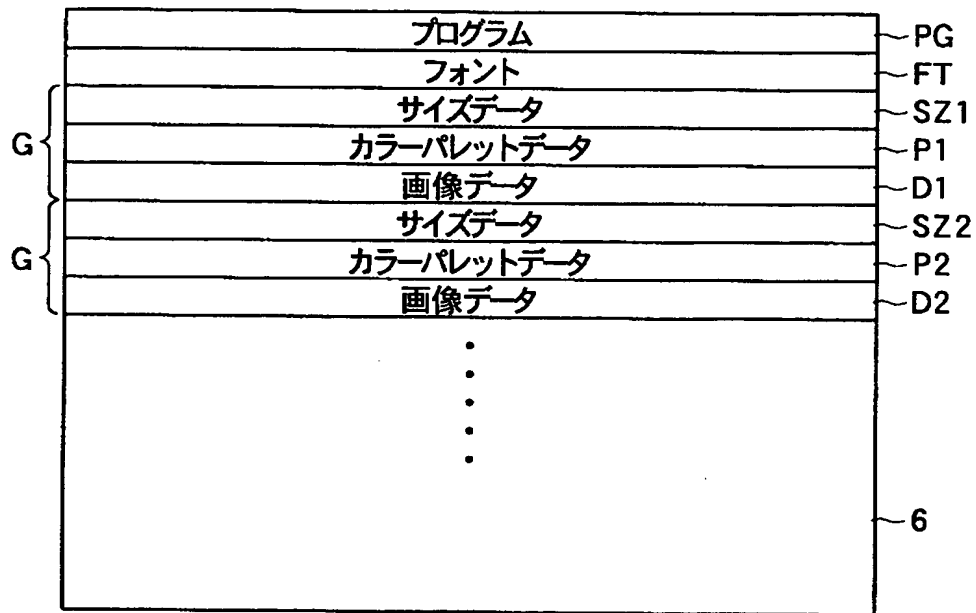 プログラム PG
フォント FT
サイズデータ SZ1
G カラーパレットデータ P1
画像データ D1
サイズデータ SZ2
G カラーパレットデータ P2
画像データ D2
6